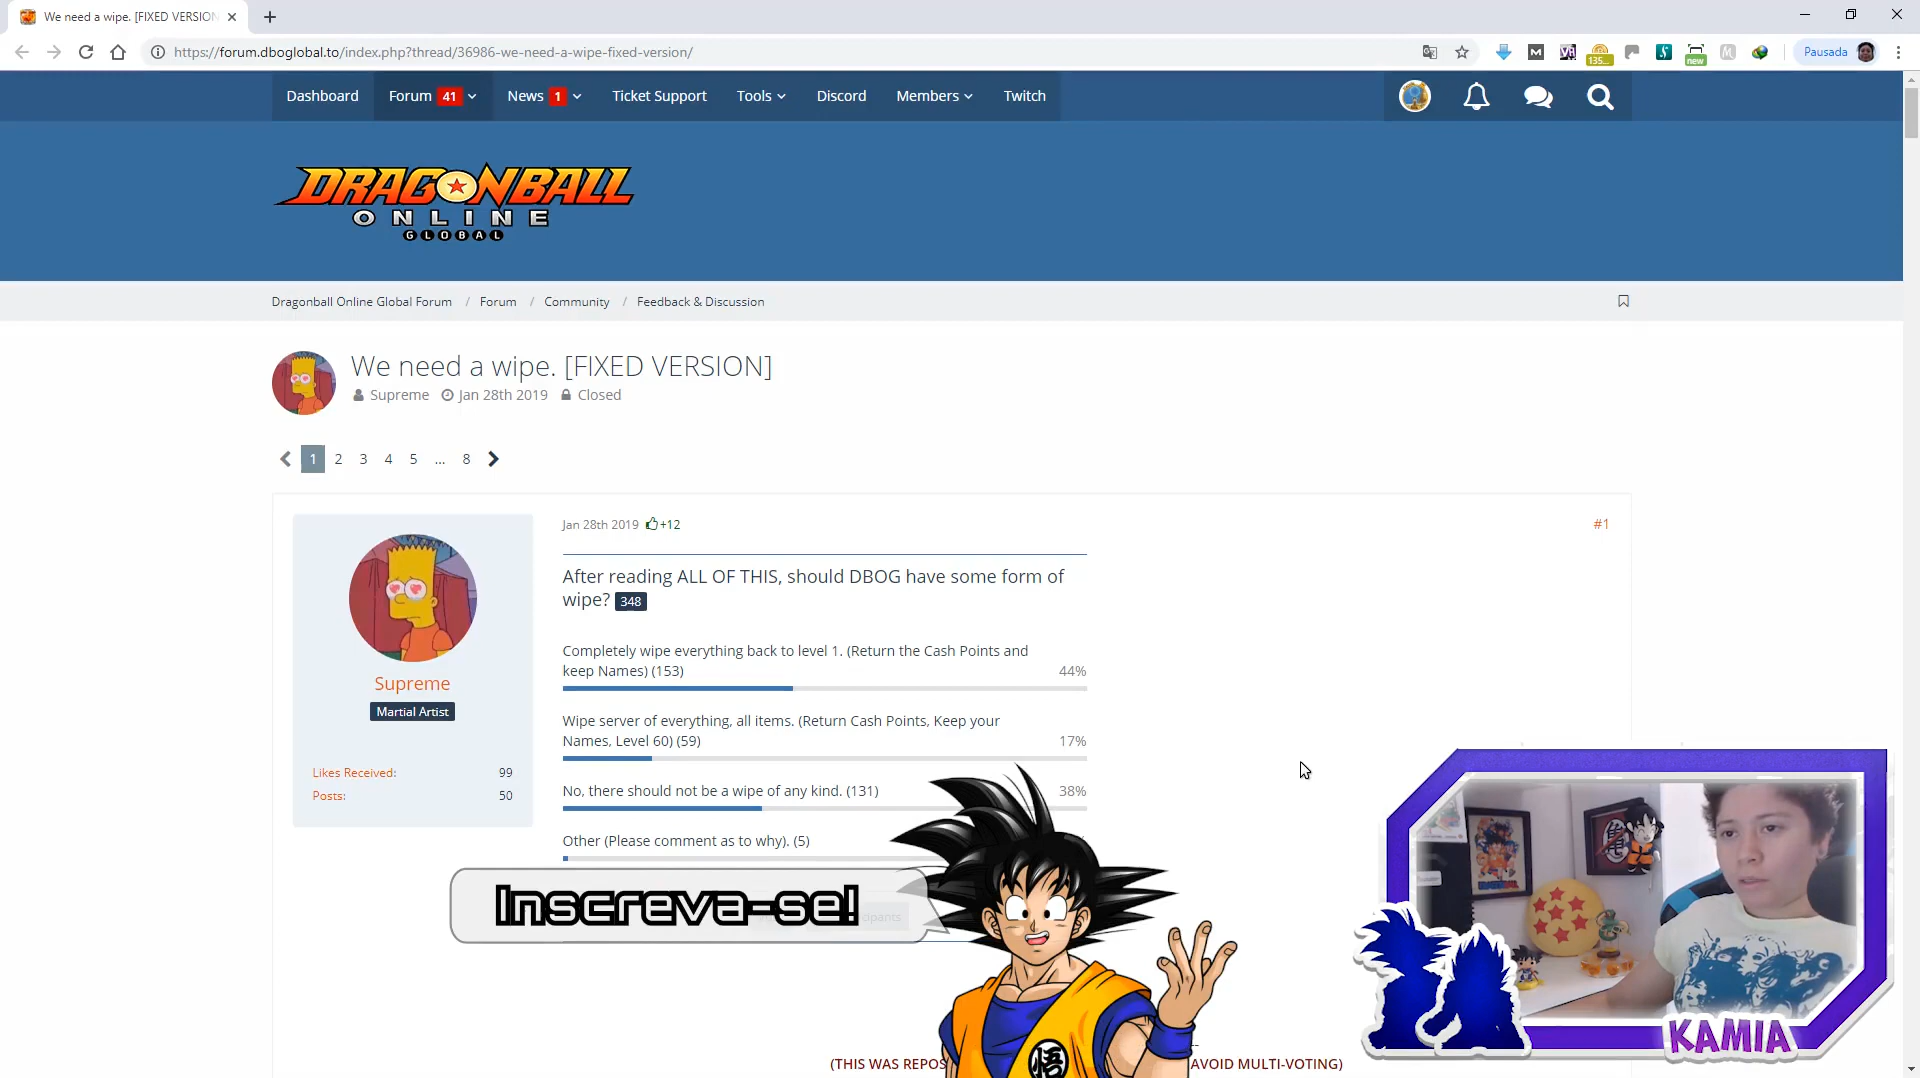 We need a wipe. [FIXED VERSION
https://forum.dboglobal.to/index.php?thread/36986-we-need-a-wipe-fixed-version/
135...
new
Pausada
Dashboard
Forum 41
News 1
Ticket Support
Tools
Discord
Members
Twitch
DRAGONBALL
ONLINE
GLOBAL
Dragonball Online Global Forum / Forum / Community / Feedback & Discussion
We need a wipe. [FIXED VERSION]
Supreme Jan 28th 2019 Closed
1 2 3 4 5 ... 8
Jan 28th 2019 +12
#1
After reading ALL OF THIS, should DBOG have some form of
wipe? 348
Completely wipe everything back to level 1. (Return the Cash Points and
keep Names) (153) 44%
Supreme
Martial Artist
Wipe server of everything, all items. (Return Cash Points, Keep your
Names, Level 60) (59) 17%
Likes Received: 99
Posts: 50
No, there should not be a wipe of any kind. (131) 38%
Other (Please comment as to why). (5)
Inscreva-se!
悟
KAMIA
(THIS WAS REPOS
AVOID MULTI-VOTING)